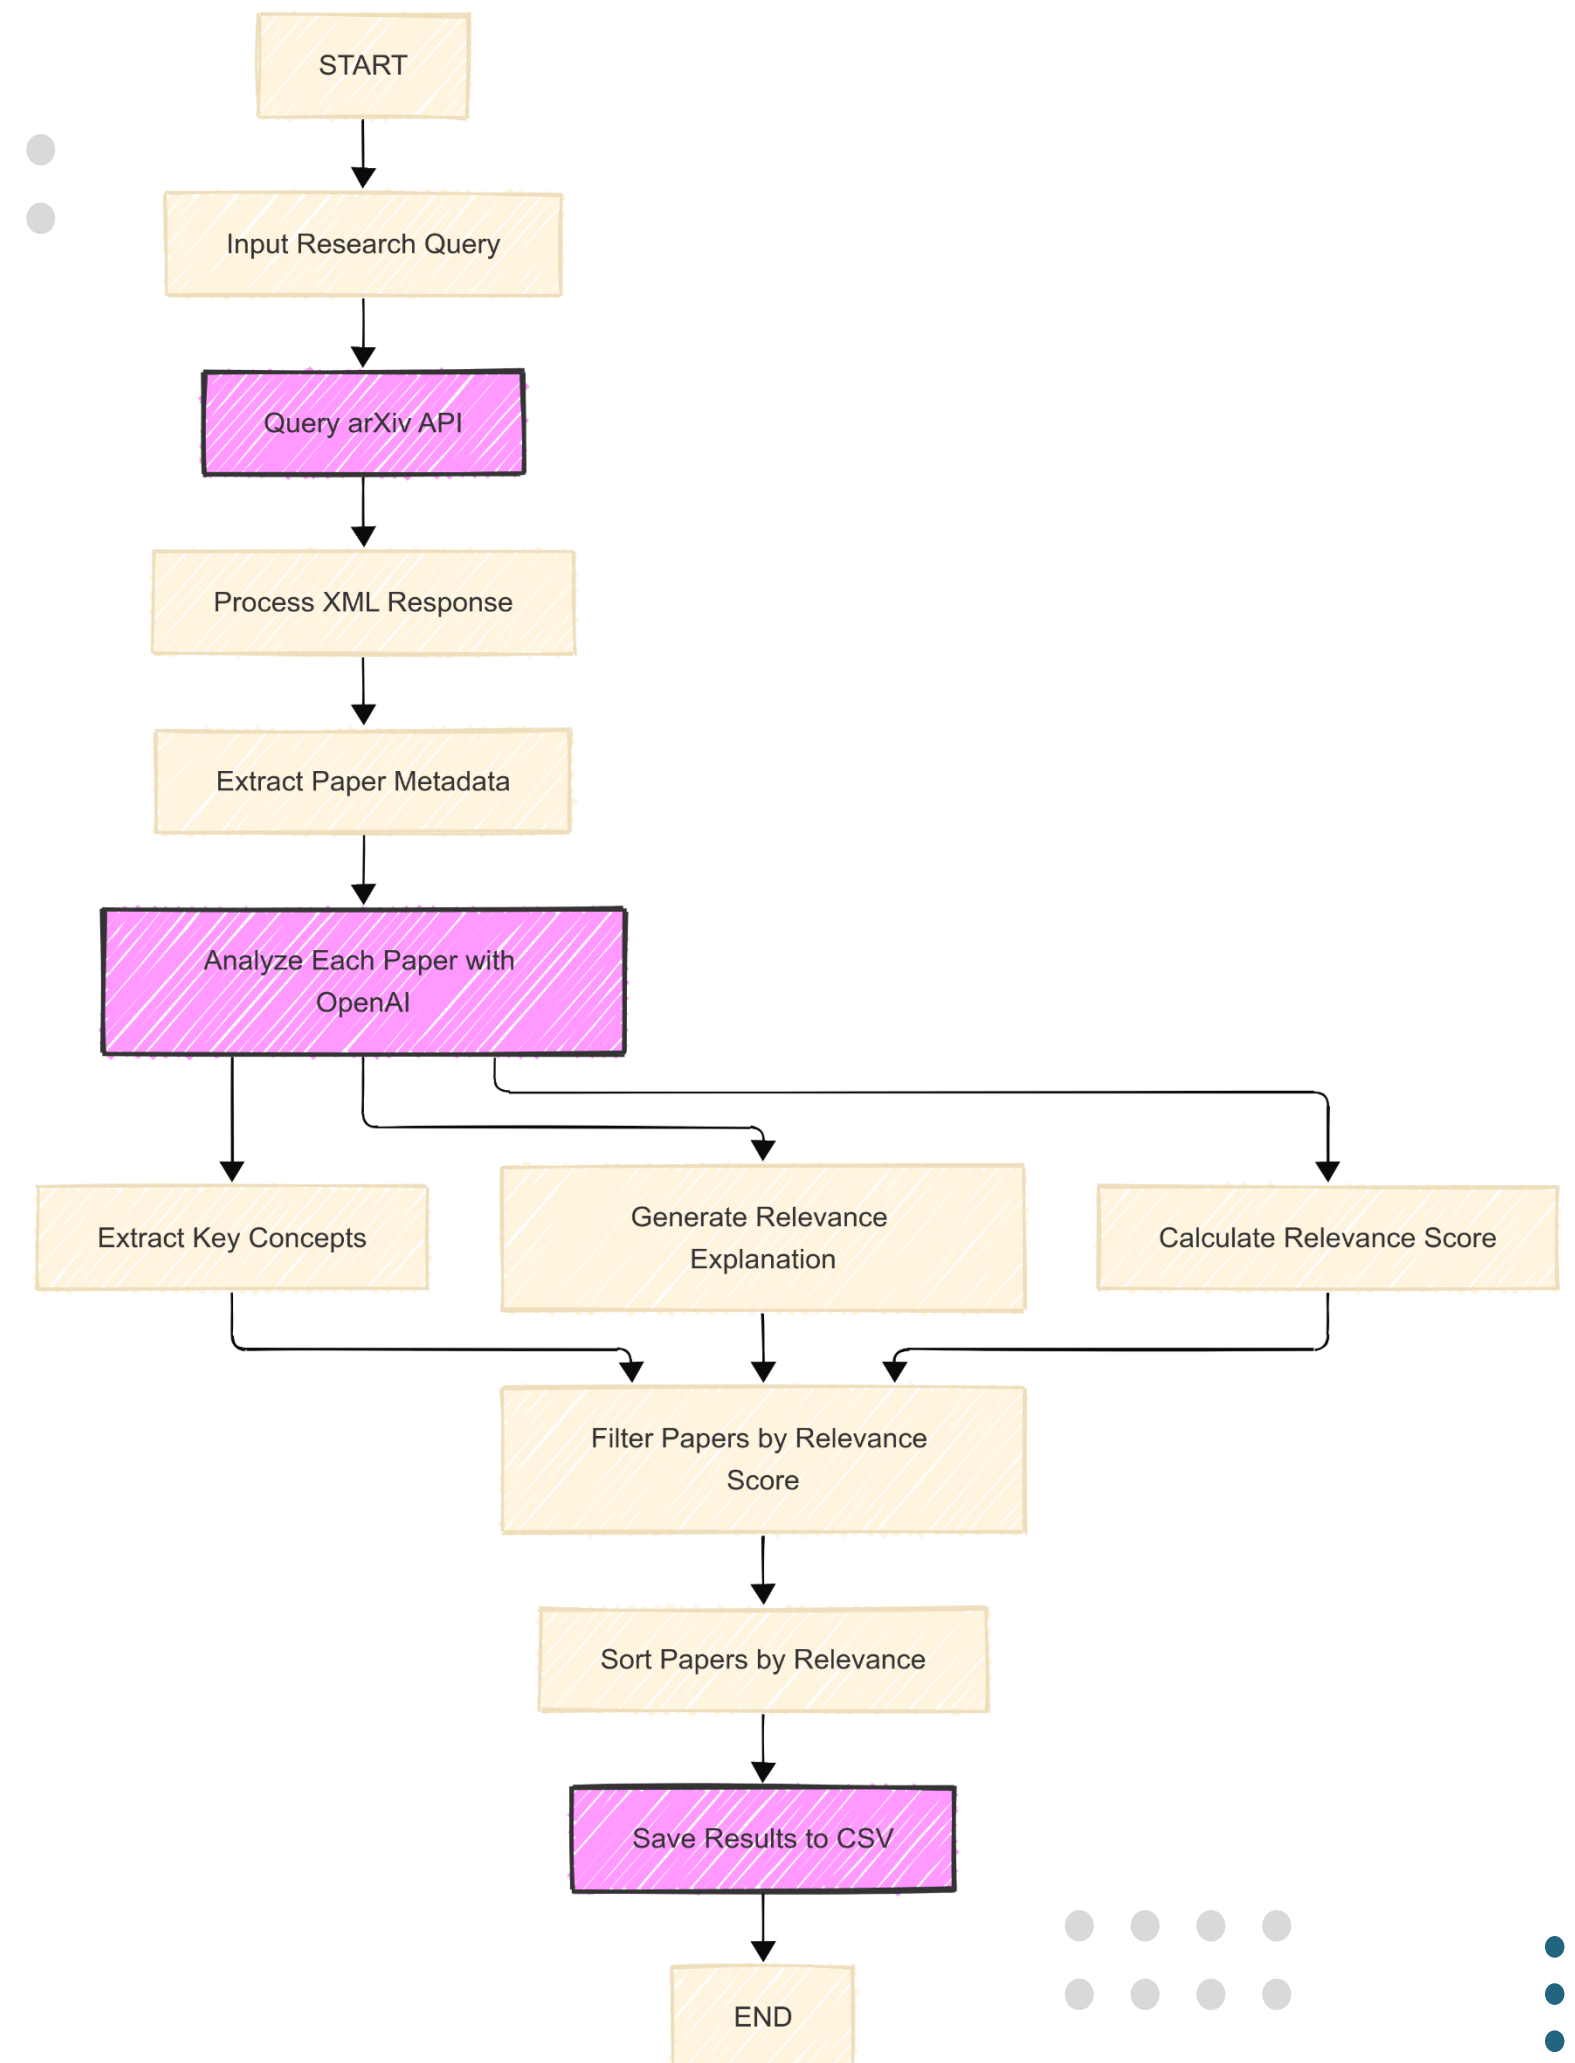 START
Input Research Query
Query arXiv API
Process XML Response
Extract Paper Metadata
Analyze Each Paper with
OpenAI
Extract Key Concepts
Generate Relevance
Explanation
Calculate Relevance Score
Filter Papers by Relevance
Score
Sort Papers by Relevance
Save Results to CSV
END